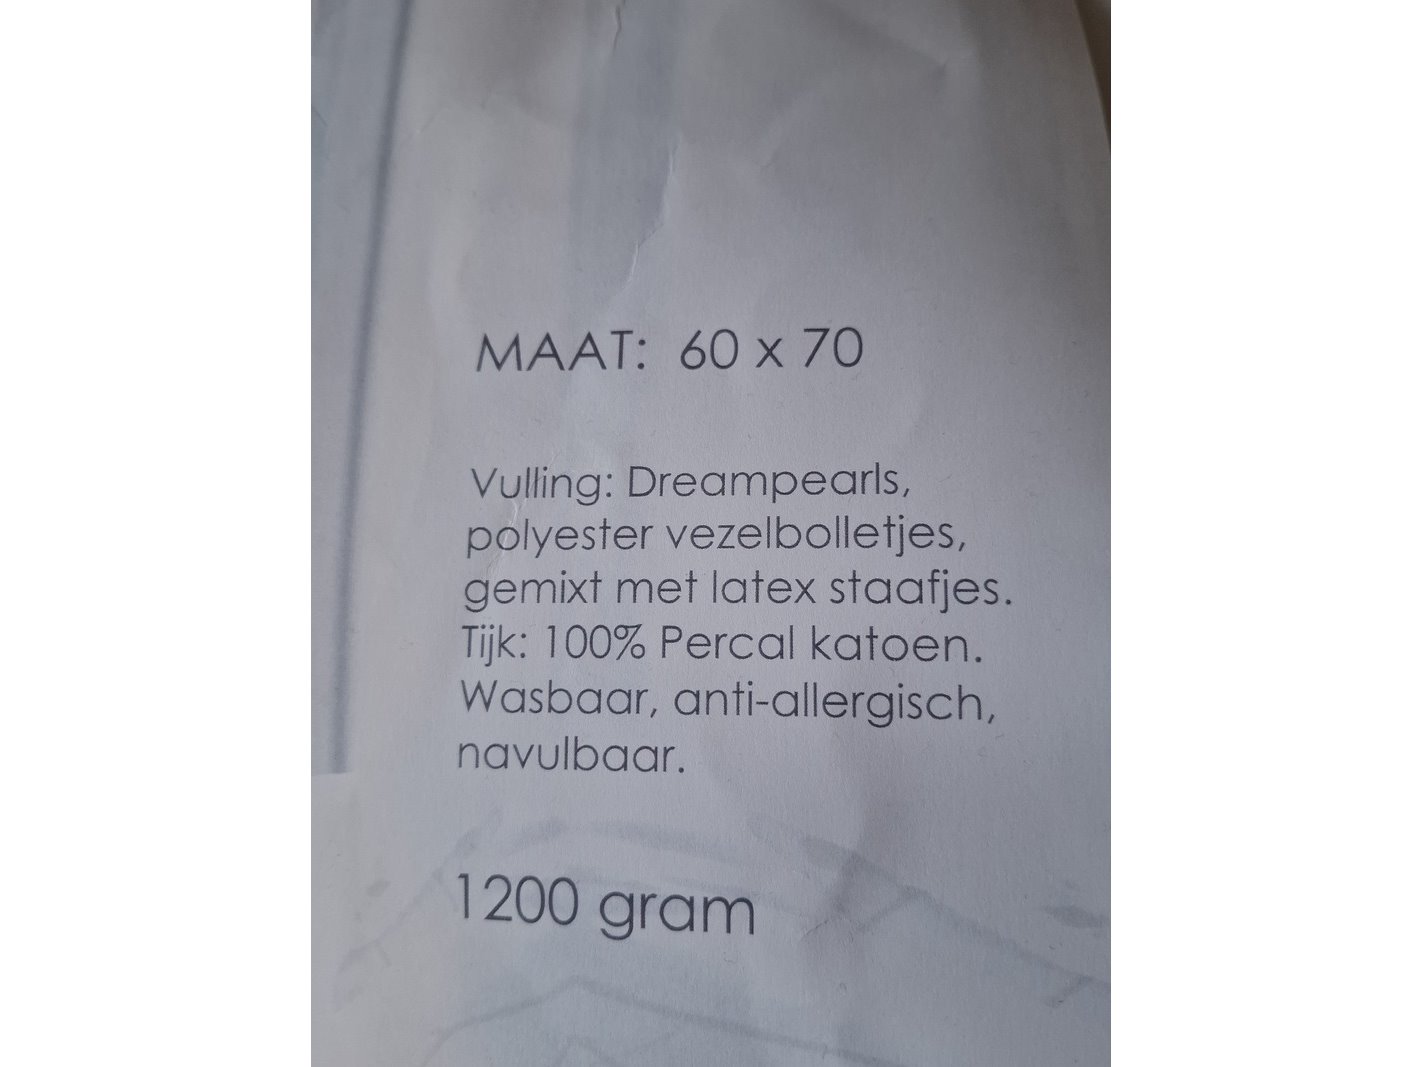 MAAT: 60 x 70
Vulling: Dreampearls,
polyester vezelbolletjes,
gemixt met latex staafjes.
Tijk: 100% Percal katoen.
Wasbaar, anti-allergisch,
navulbaar.
1200 gram